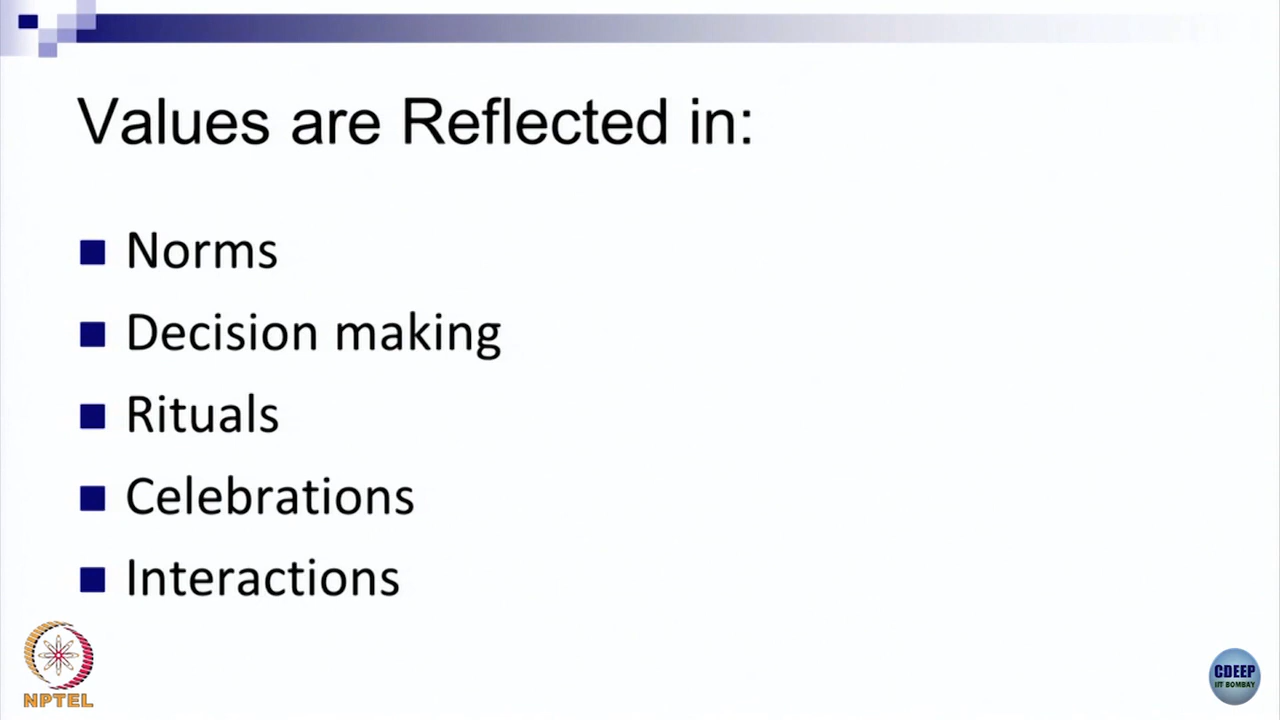 Values are Reflected in:
Norms
Decision making
Rituals
Celebrations
Interactions
NPTEL
CDEEP
IIT BOMBAY